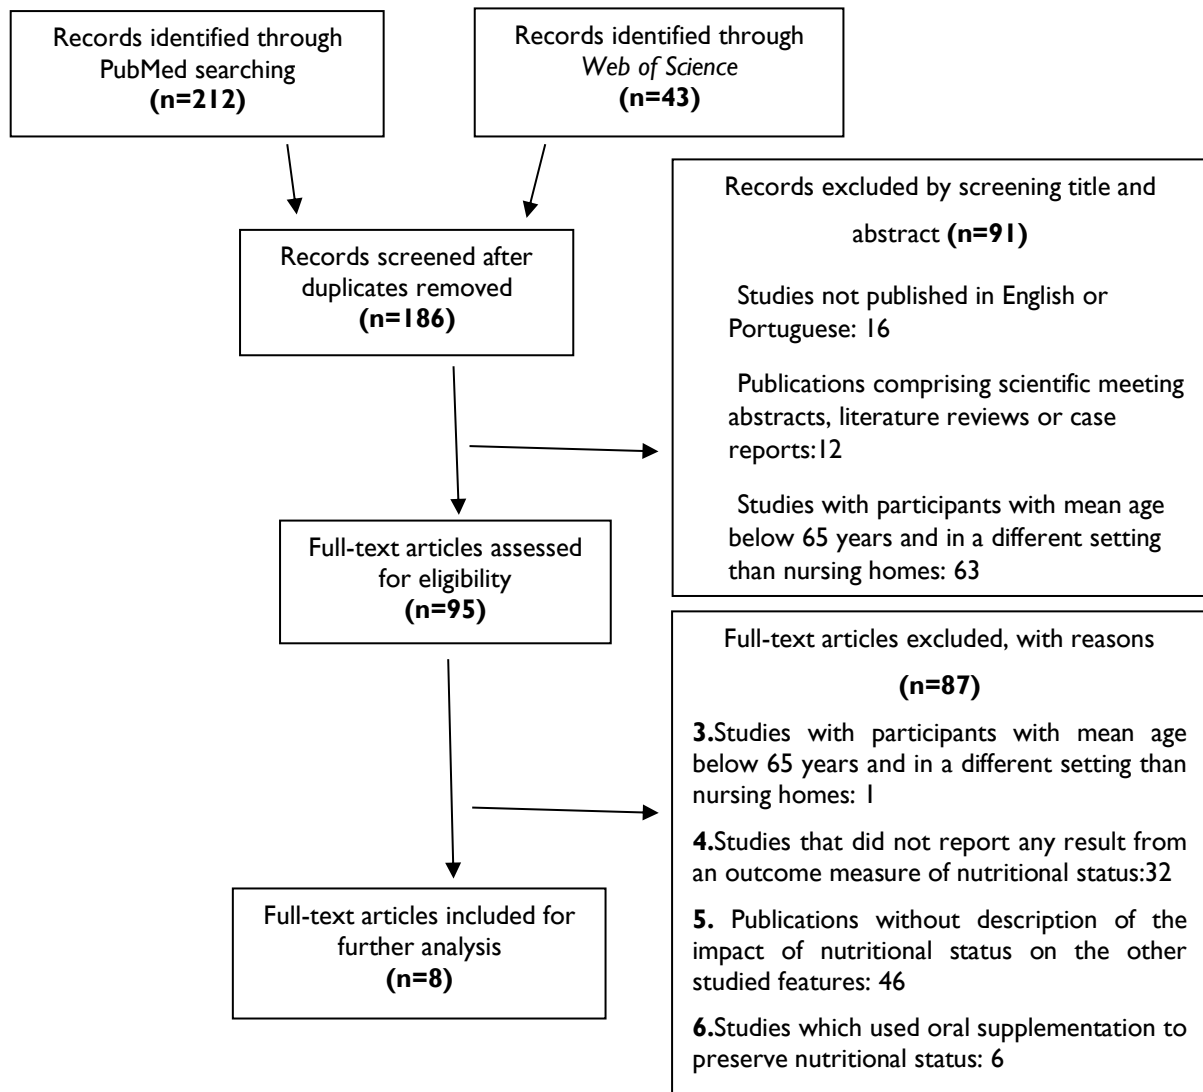 Records identified through
PubMed searching
(n=212)
Records identified through
Web of Science
(n=43)
Records screened after
duplicates removed
(n=186)
Records excluded by screening title and
abstract (n=91)
Studies not published in English or
Portuguese: 16
Publications comprising scientific meeting
abstracts, literature reviews or case
reports:12
Studies with participants with mean age
below 65 years and in a different setting
than nursing homes: 63
Full-text articles assessed
for eligibility
(n=95)
Full-text articles excluded, with reasons
(n=87)
3.Studies with participants with mean age
below 65 years and in a different setting than
nursing homes: 1
4.Studies that did not report any result from
an outcome measure of nutritional status:32
5. Publications without description of the
impact of nutritional status on the other
studied features: 46
6.Studies which used oral supplementation to
preserve nutritional status: 6
Full-text articles included for
further analysis
(n=8)